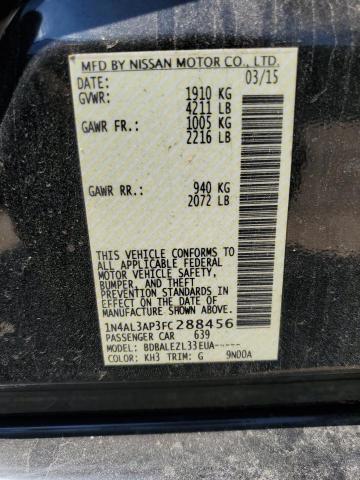 MFD BY NISSAN MOTOR CO., LTD.
DATE: 03/15
GVWR: 1910 KG
4211 LB
GAWR FR: 1005 KG
2216 LB
GAWR RR: 940 KG
2072 LB
THIS VEHICLE CONFORMS TO
ALL APPLICABLE FEDERAL
MOTOR VEHICLE SAFETY,
BUMPER, AND THEFT
PREVENTION STANDARDS IN
EFFECT ON THE DATE OF
MANUFACTURE SHOWN ABOVE.
1N4AL3AP3FC288456
PASSENGER CAR 639
MODEL: BDBALEZL33EUA-----
COLOR: KH3 TRIM: G 9N00A